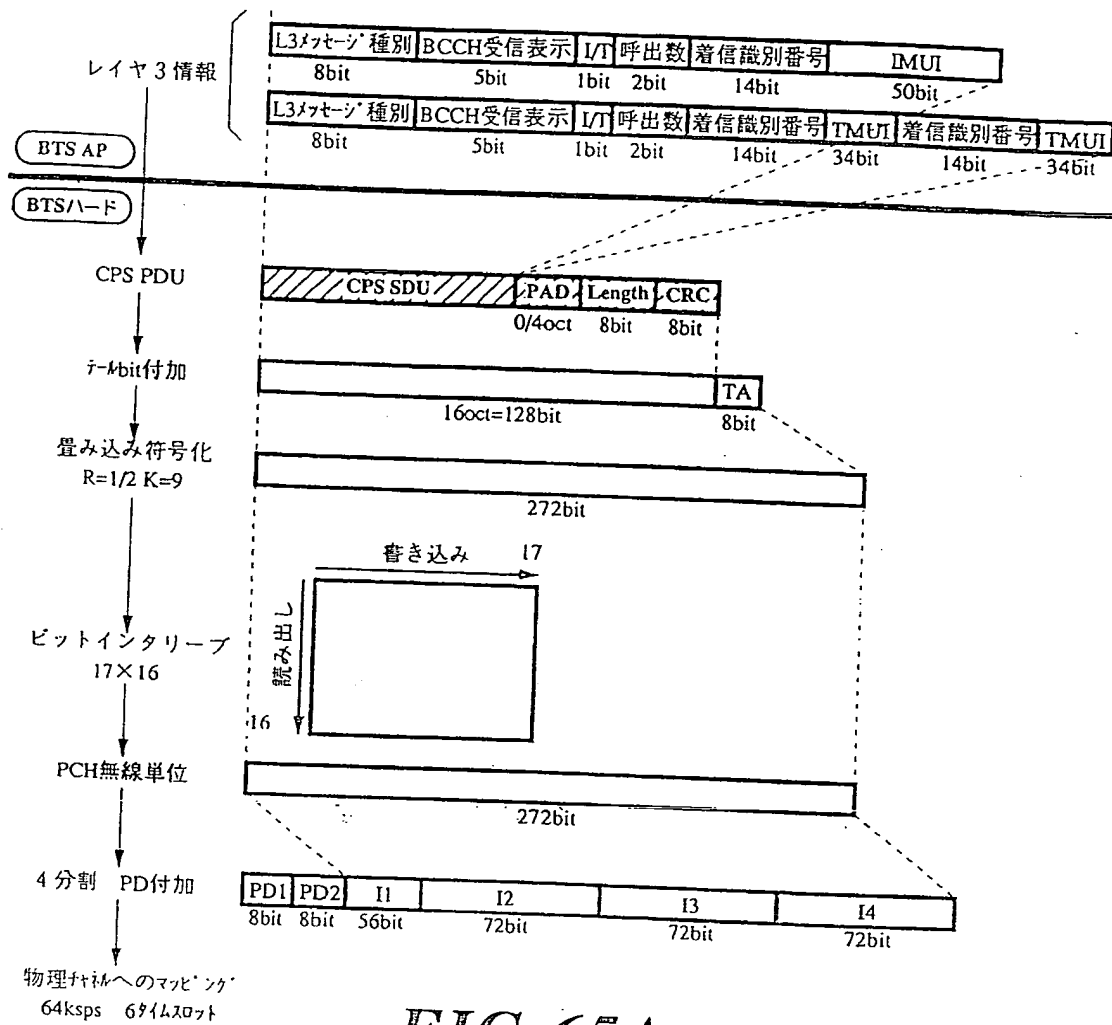 L3メッセージ種別 BCCH受信表示 I/T 呼出数 着信識別番号 IMUI
8bit 5bit 1bit 2bit 14bit 50bit
レイヤ3情報
L3メッセージ種別 BCCH受信表示 I/T 呼出数 着信識別番号 TMUI 着信識別番号 TMUI
8bit 5bit 1bit 2bit 14bit 34bit 14bit 34bit
BTS AP
BTSハード
CPS PDU
CPS SDU PAD Length CRC
0/4oct 8bit 8bit
テールbit付加
TA
16oct=128bit 8bit
畳み込み符号化
R=1/2 K=9
272bit
書き込み 17
読み出し
16
ビットインタリーブ
17×16
PCH無線単位
272bit
4分割 PD付加
PD1 PD2 I1 I2 I3 I4
8bit 8bit 56bit 72bit 72bit 72bit
物理チャネルへのマッピング
64ksps 6タイムスロット